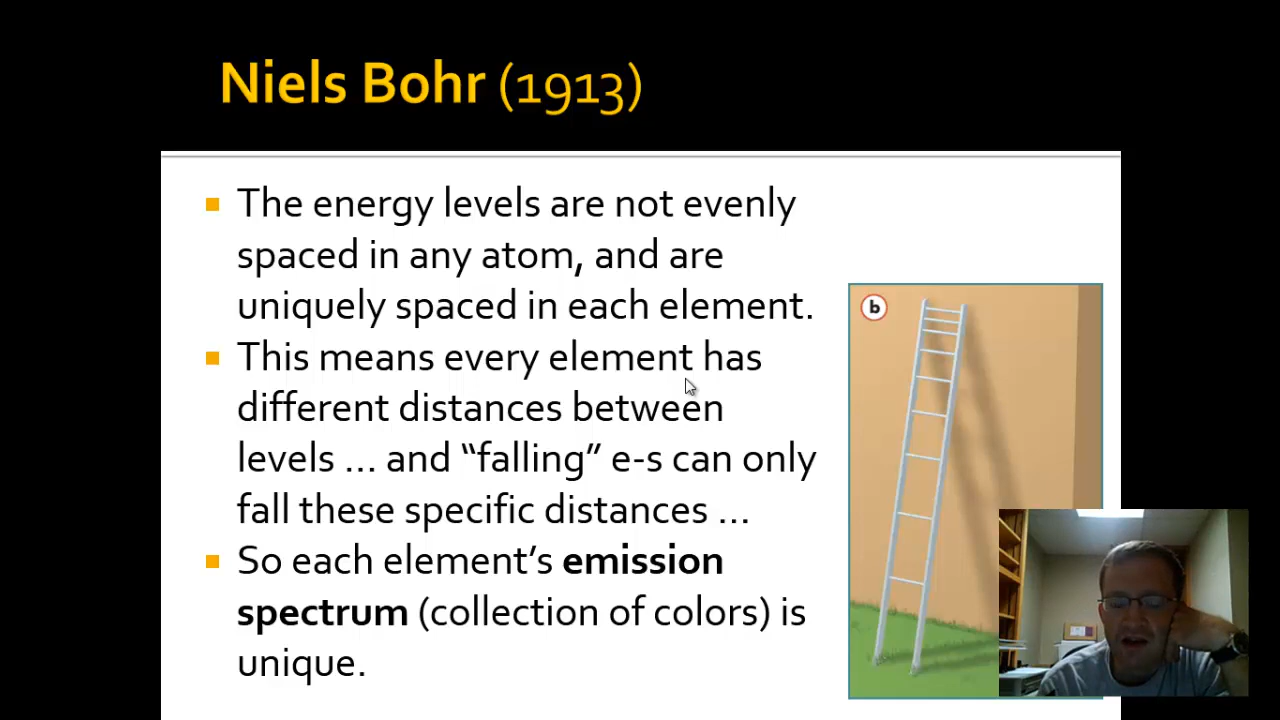 Niels Bohr (1913)
The energy levels are not evenly
spaced in any atom, and are
uniquely spaced in each element.
This means every element has
different distances between
levels … and “falling” e-s can only
fall these specific distances …
So each element’s emission
spectrum (collection of colors) is
unique.
b